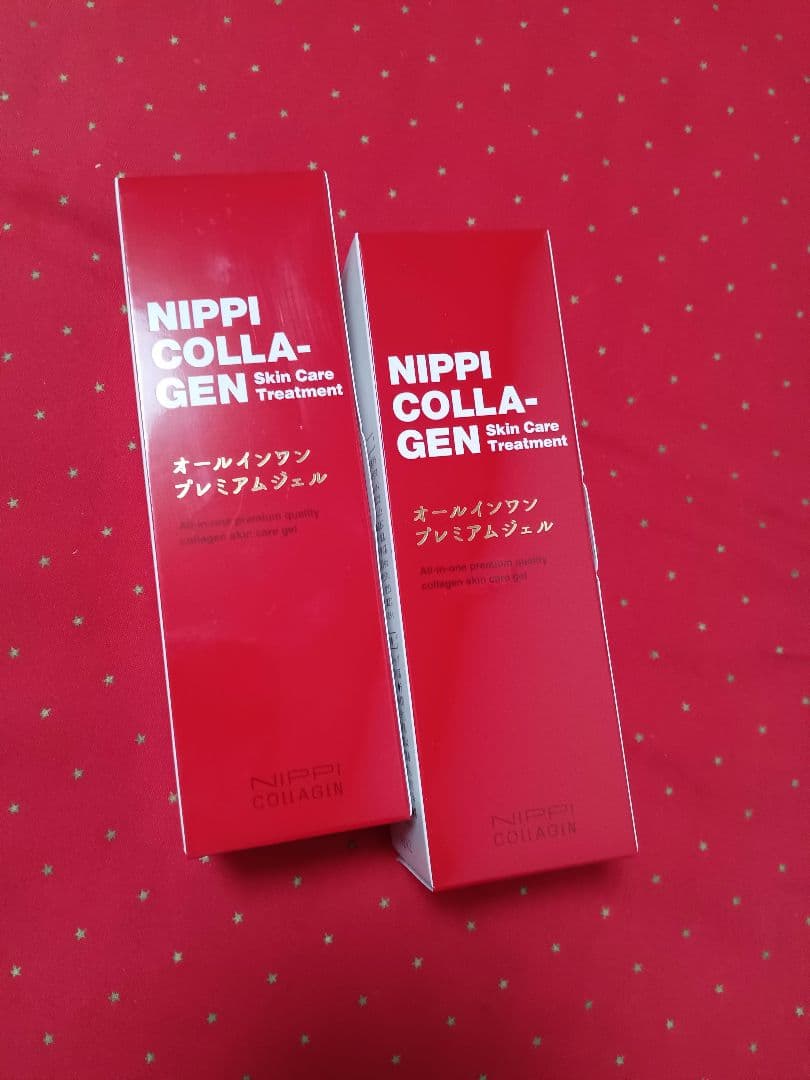 NIPPI
COLLA-
GEN Skin Care
Treatment
オールインワン
プレミアムジェル
All-in-one premium quality
collagen skin care gel
NIPPI
COLLAGEN
NIPPI
COLLA-
GEN Skin Care
Treatment
オールインワン
プレミアムジェル
All-in-one premium quality
collagen skin care gel
NIPPI
COLLAGEN